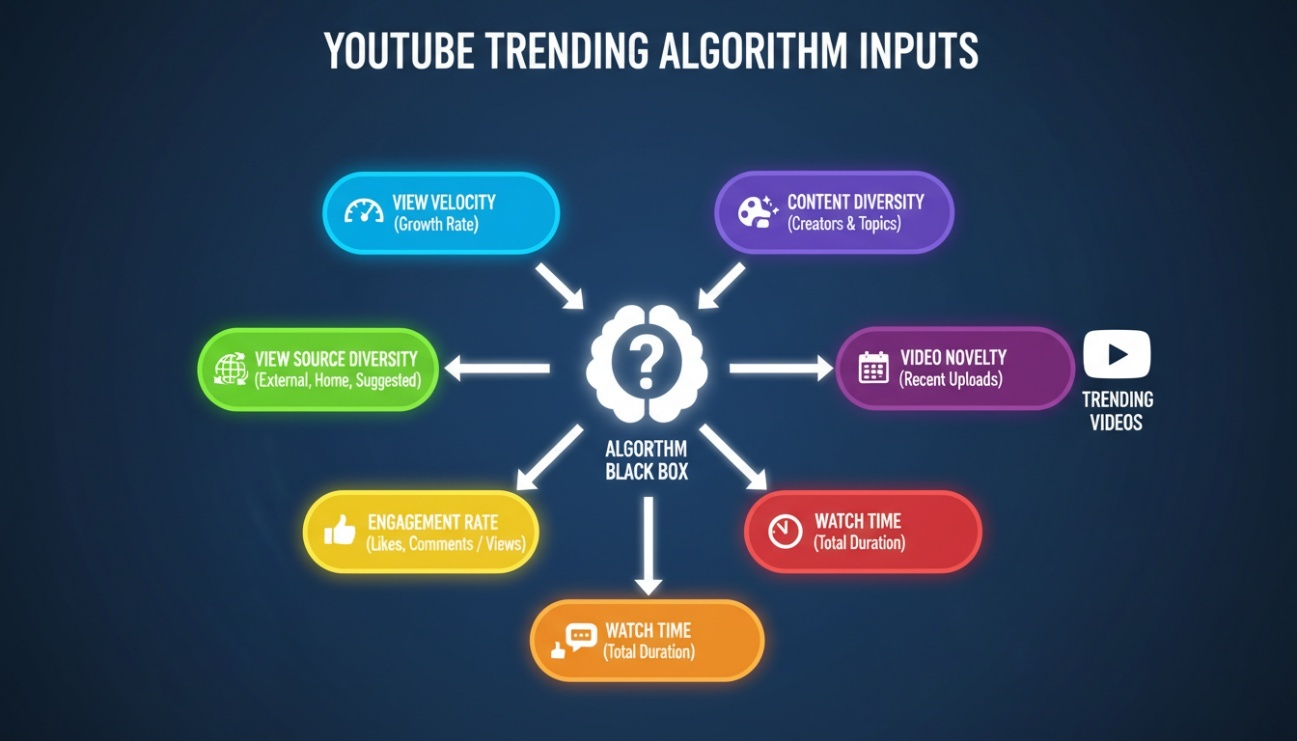 YOUTUBE TRENDING ALGORITHM INPUTS
VIEW VELOCITY
(Growth Rate)
CONTENT DIVERSITY
(Creators & Topics)
VIEW SOURCE DIVERSITY
(External, Home, Suggested)
?
ALGORTHM
BLACK BOX
VIDEO NOVELTY
(Recent Uploads)
TRENDING
VIDEOS
ENGAGEMENT RATE
(Likes, Comments / Views)
WATCH TIME
(Total Duration)
WATCH TIME
(Total Duration)